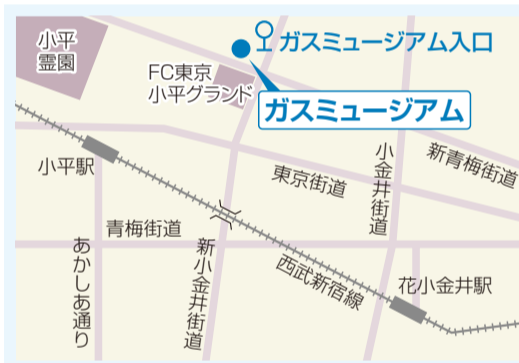 小平
霊園
ガスミュージアム入口
FC東京
小平グランド
ガスミュージアム
小平駅
東京街道
小金井街道
新青梅街道
青梅街道
あかしあ通り
新小金井街道
西武新宿線
花小金井駅